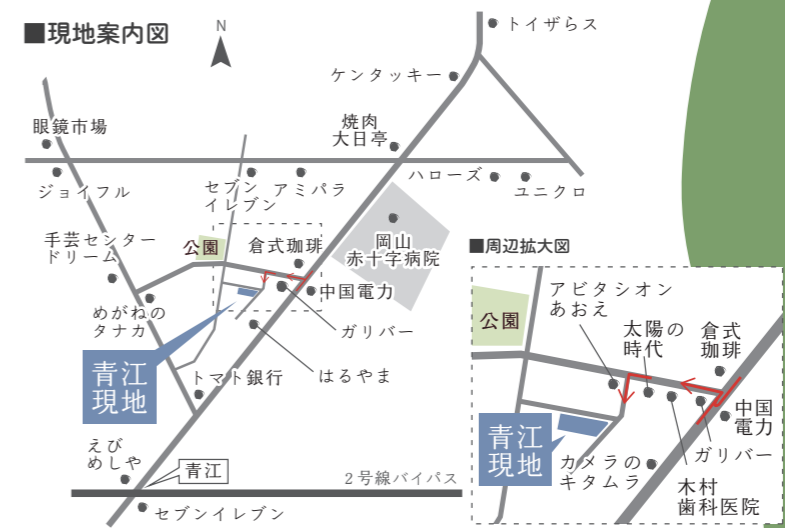 ■現地案内図
N
トイザらス
ケンタッキー
焼肉
大日亭
眼鏡市場
ジョイフル
セブン
イレブン
アミパラ
ハローズ
ユニクロ
手芸センター
ドリーム
公園
倉式珈琲
岡山
赤十字病院
中国電力
めがねの
タナカ
ガリバー
青江
現地
トマト銀行
はるやま
えび
めしや
青江
2号線バイパス
セブンイレブン
■周辺拡大図
アビタシオン
あおえ
公園
太陽の
時代
倉式
珈琲
中国
電力
ガリバー
青江
現地
カメラの
キタムラ
木村
歯科医院